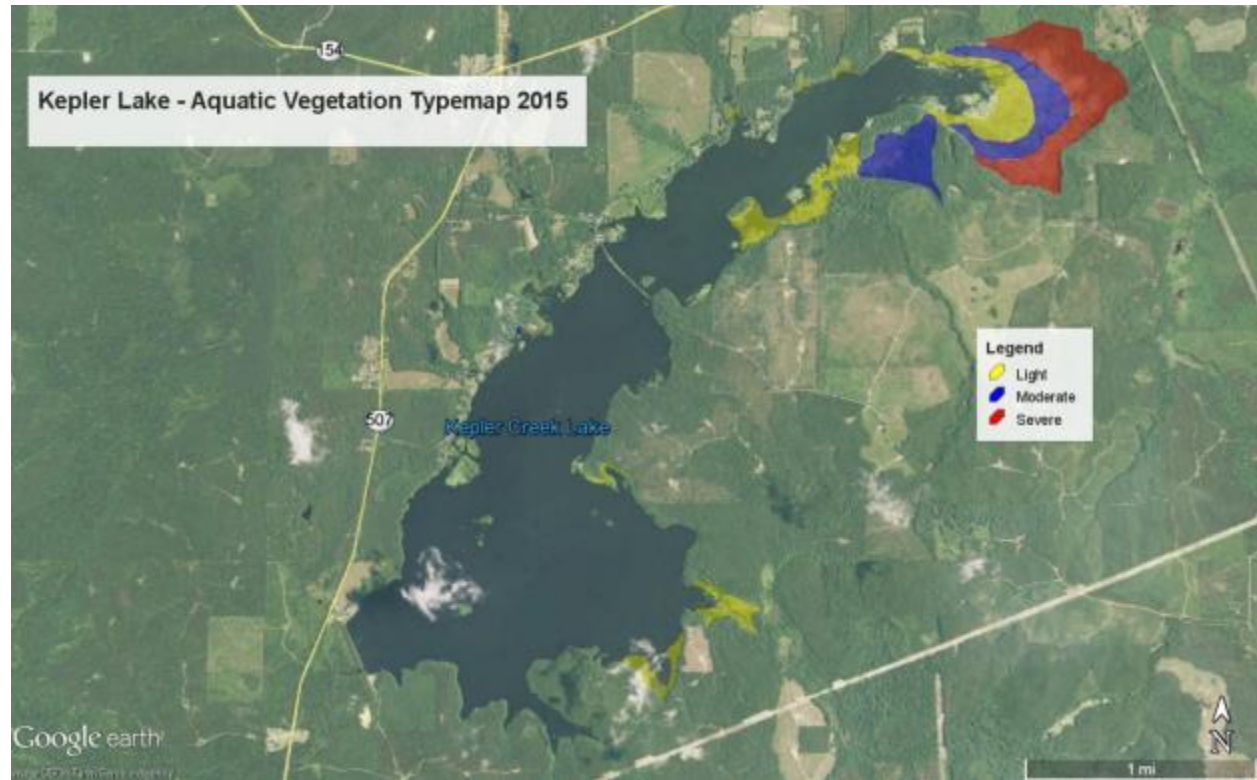 154
Kepler Lake - Aquatic Vegetation Typemap 2015
Legend
Light
Moderate
Severe
507
Kepler Creek Lake
Google earth
N
1 mi